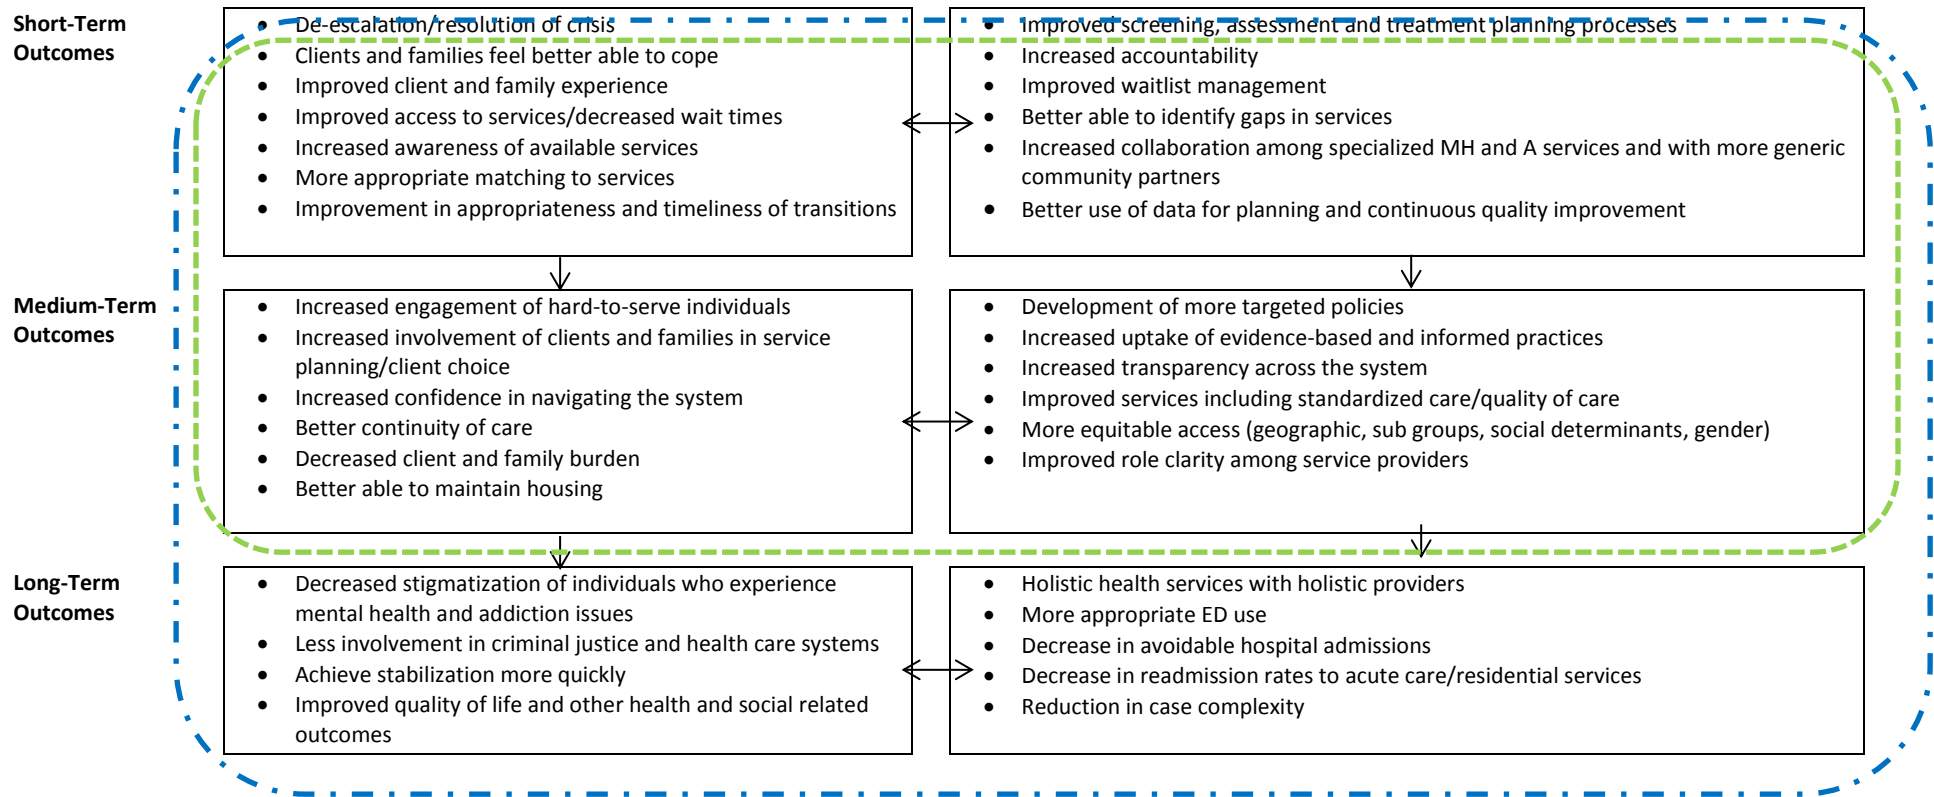 Short-Term
Outcomes
• De-escalation/resolution of crisis
• Clients and families feel better able to cope
• Improved client and family experience
• Improved access to services/decreased wait times
• Increased awareness of available services
• More appropriate matching to services
• Improvement in appropriateness and timeliness of transitions
• Improved screening, assessment and treatment planning processes
• Increased accountability
• Improved waitlist management
• Better able to identify gaps in services
• Increased collaboration among specialized MH and A services and with more generic
community partners
• Better use of data for planning and continuous quality improvement
Medium-Term
Outcomes
• Increased engagement of hard-to-serve individuals
• Increased involvement of clients and families in service
planning/client choice
• Increased confidence in navigating the system
• Better continuity of care
• Decreased client and family burden
• Better able to maintain housing
• Development of more targeted policies
• Increased uptake of evidence-based and informed practices
• Increased transparency across the system
• Improved services including standardized care/quality of care
• More equitable access (geographic, sub groups, social determinants, gender)
• Improved role clarity among service providers
Long-Term
Outcomes
• Decreased stigmatization of individuals who experience
mental health and addiction issues
• Less involvement in criminal justice and health care systems
• Achieve stabilization more quickly
• Improved quality of life and other health and social related
outcomes
• Holistic health services with holistic providers
• More appropriate ED use
• Decrease in avoidable hospital admissions
• Decrease in readmission rates to acute care/residential services
• Reduction in case complexity